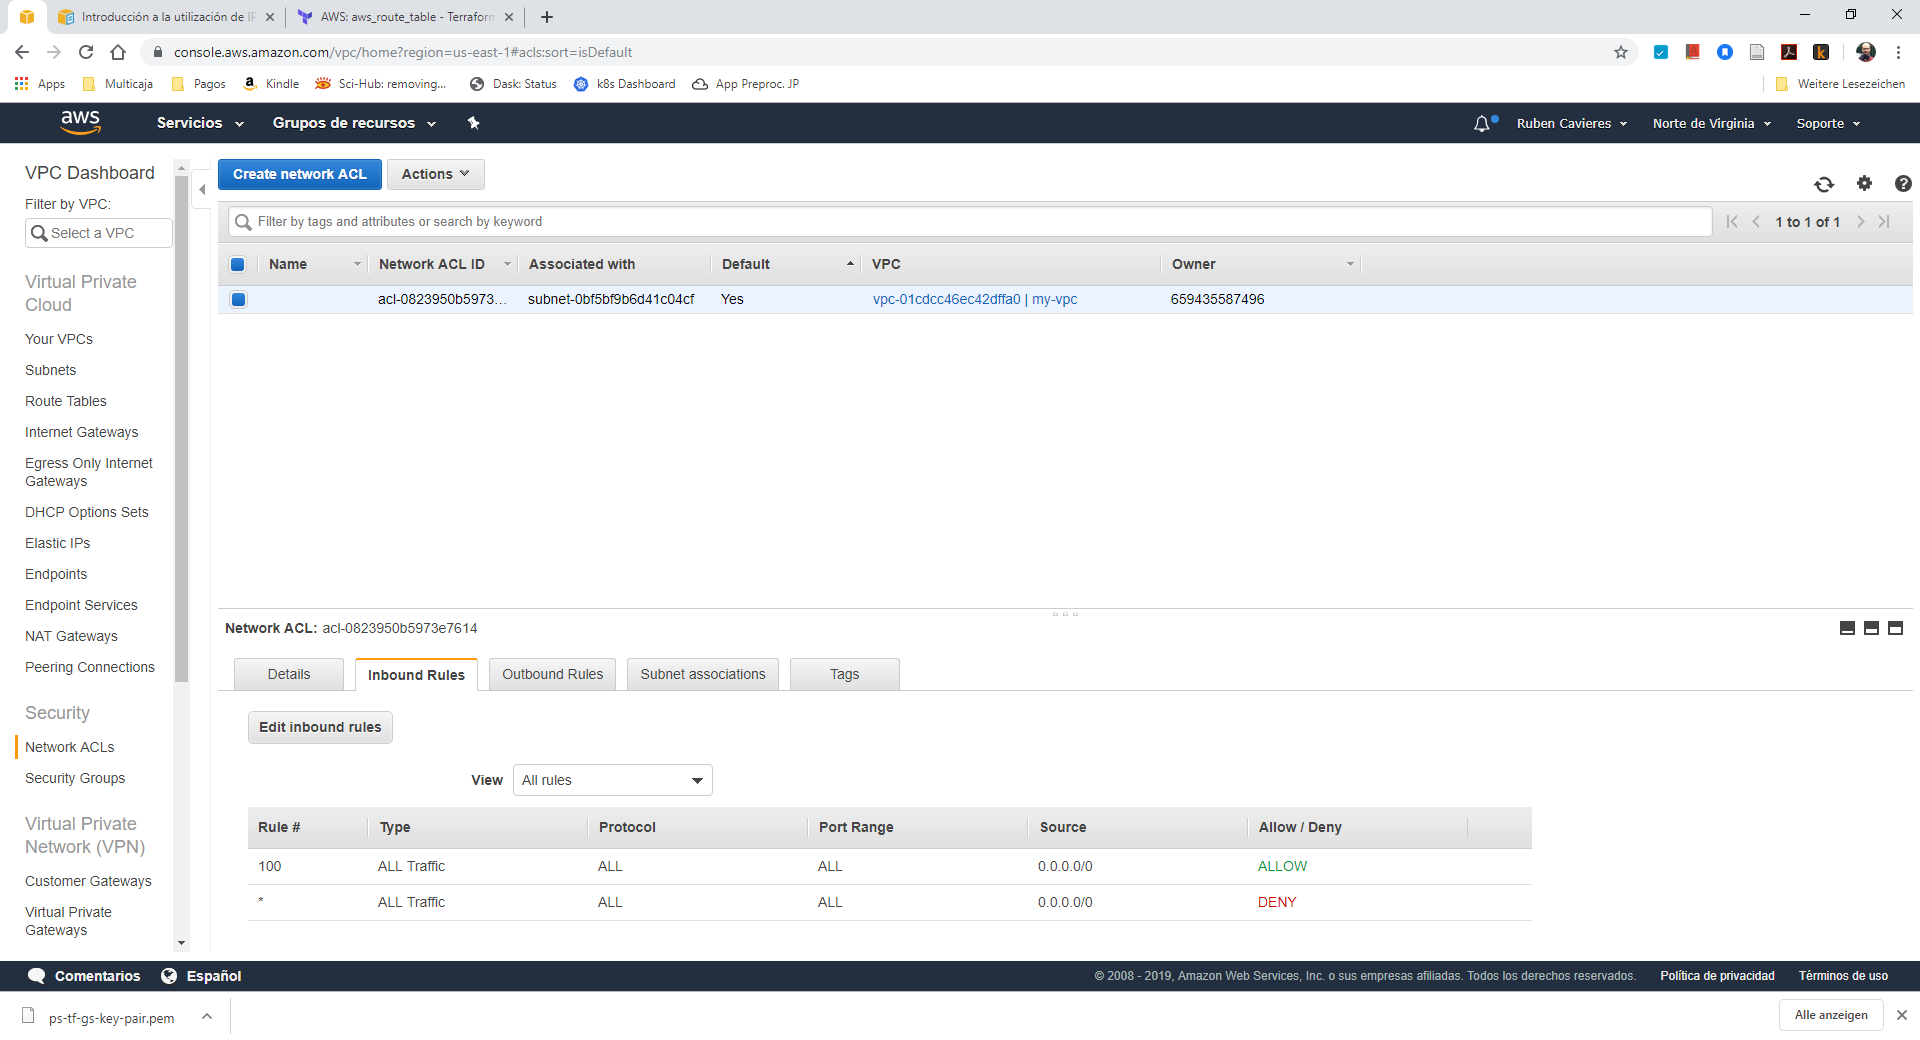 Introducción a la utilización de IP
AWS: aws_route_table - Terraform
console.aws.amazon.com/vpc/home?region=us-east-1#acls:sort=isDefault
Apps
Multicaja
Pagos
Kindle
Sci-Hub: removing...
Dask: Status
k8s Dashboard
App Preproc. JP
Weitere Lesezeichen
aws
Servicios
Grupos de recursos
Ruben Cavieres
Norte de Virginia
Soporte
VPC Dashboard
Filter by VPC:
Select a VPC
Virtual Private
Cloud
Your VPCs
Subnets
Route Tables
Internet Gateways
Egress Only Internet
Gateways
DHCP Options Sets
Elastic IPs
Endpoints
Endpoint Services
NAT Gateways
Peering Connections
Security
Network ACLs
Security Groups
Virtual Private
Network (VPN)
Customer Gateways
Virtual Private
Gateways
Create network ACL
Actions
Filter by tags and attributes or search by keyword
1 to 1 of 1
Name
Network ACL ID
Associated with
Default
VPC
Owner
acl-0823950b5973...
subnet-0bf5bf9b6d41c04cf
Yes
vpc-01cdcc46ec42dffa0 | my-vpc
659435587496
Network ACL: acl-0823950b5973e7614
Details
Inbound Rules
Outbound Rules
Subnet associations
Tags
Edit inbound rules
View
All rules
Rule #
Type
Protocol
Port Range
Source
Allow / Deny
100
ALL Traffic
ALL
ALL
0.0.0.0/0
ALLOW
*
ALL Traffic
ALL
ALL
0.0.0.0/0
DENY
Comentarios
Español
© 2008 - 2019, Amazon Web Services, Inc. o sus empresas afiliadas. Todos los derechos reservados.
Política de privacidad
Términos de uso
ps-tf-gs-key-pair.pem
Alle anzeigen